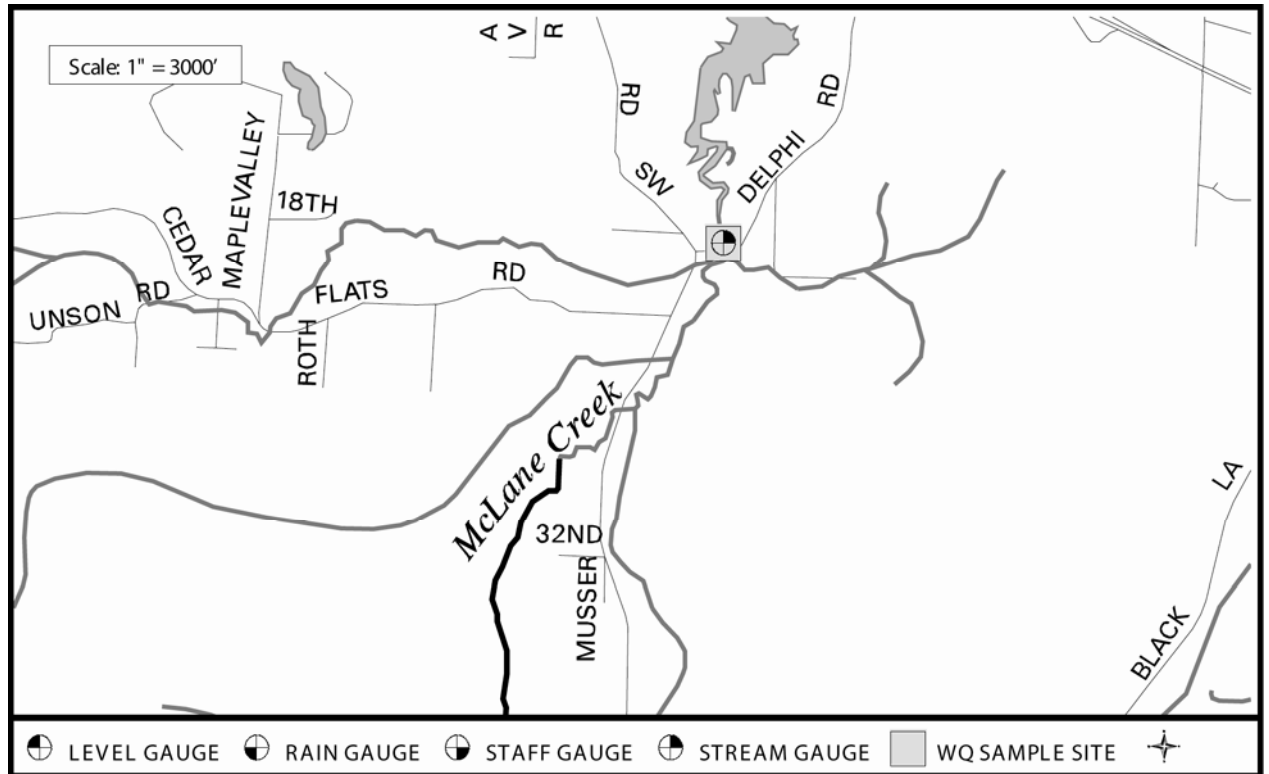 A
V
R
Scale: 1" = 3000'
RD
RD
DELPHI
SW
MAPLEVALLEY
18TH
CEDAR
RD
FLATS
RD
UNSON
ROTH
McLane Creek
32ND
MUSSER
LA
BLACK
LEVEL GAUGE RAIN GAUGE STAFF GAUGE STREAM GAUGE WQ SAMPLE SITE